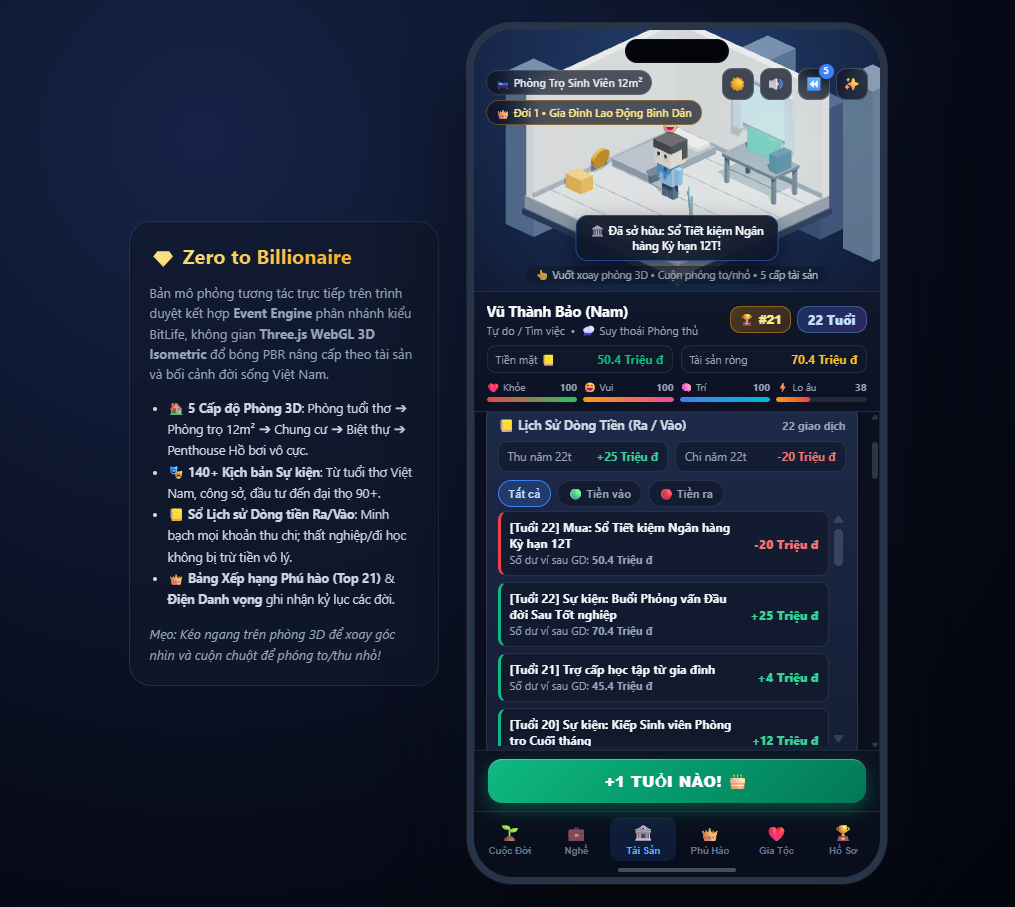 Zero to Billionaire
Bản mô phỏng tương tác trực tiếp trên trình
duyệt kết hợp Event Engine phân nhánh kiểu
BitLife, không gian Three.js WebGL 3D
Isometric đổ bóng PBR nâng cấp theo tài sản
và bối cảnh đời sống Việt Nam.
5 Cấp độ Phòng 3D: Phòng tuổi thơ ➔
Phòng trọ 12m² ➔ Chung cư ➔ Biệt thự ➔
Penthouse Hồ bơi vô cực.
140+ Kịch bản Sự kiện: Từ tuổi thơ Việt
Nam, công sở, đầu tư đến đại thọ 90+.
Sổ Lịch sử Dòng tiền Ra/Vào: Minh
bạch mọi khoản thu chi; thất nghiệp/đi học
không bị trừ tiền vô lý.
Bảng Xếp hạng Phú hào (Top 21) &
Điện Danh vọng ghi nhận kỷ lục các đời.
Mẹo: Kéo ngang trên phòng 3D để xoay góc
nhìn và cuộn chuột để phóng to/thu nhỏ!
Phòng Trọ Sinh Viên 12m²
5
Đời 1 • Gia Đình Lao Động Bình Dân
Đã sở hữu: Sổ Tiết kiệm Ngân
hàng Kỳ hạn 12T!
Vuốt xoay phòng 3D • Cuộn phóng to/nhỏ • 5 cấp tài sản
Vũ Thành Bảo (Nam)
Tự do / Tìm việc • Suy thoái Phòng thủ
#21
22 Tuổi
Tiền mặt 50.4 Triệu đ
Tài sản ròng 70.4 Triệu đ
Khỏe 100
Vui 100
Trí 100
Lo âu 38
Lịch Sử Dòng Tiền (Ra / Vào) 22 giao dịch
Thu năm 22t +25 Triệu đ
Chi năm 22t -20 Triệu đ
Tất cả
Tiền vào
Tiền ra
[Tuổi 22] Mua: Sổ Tiết kiệm Ngân hàng
Kỳ hạn 12T
-20 Triệu đ
Số dư ví sau GD: 50.4 Triệu đ
[Tuổi 22] Sự kiện: Buổi Phỏng vấn Đầu
đời Sau Tốt nghiệp
+25 Triệu đ
Số dư ví sau GD: 70.4 Triệu đ
[Tuổi 21] Trợ cấp học tập từ gia đình
+4 Triệu đ
Số dư ví sau GD: 45.4 Triệu đ
[Tuổi 20] Sự kiện: Kiếp Sinh viên Phòng
trọ Cuối tháng
+12 Triệu đ
+1 TUỔI NÀO!
Cuộc Đời
Nghề
Tài Sản
Phú Hào
Gia Tộc
Hồ Sơ